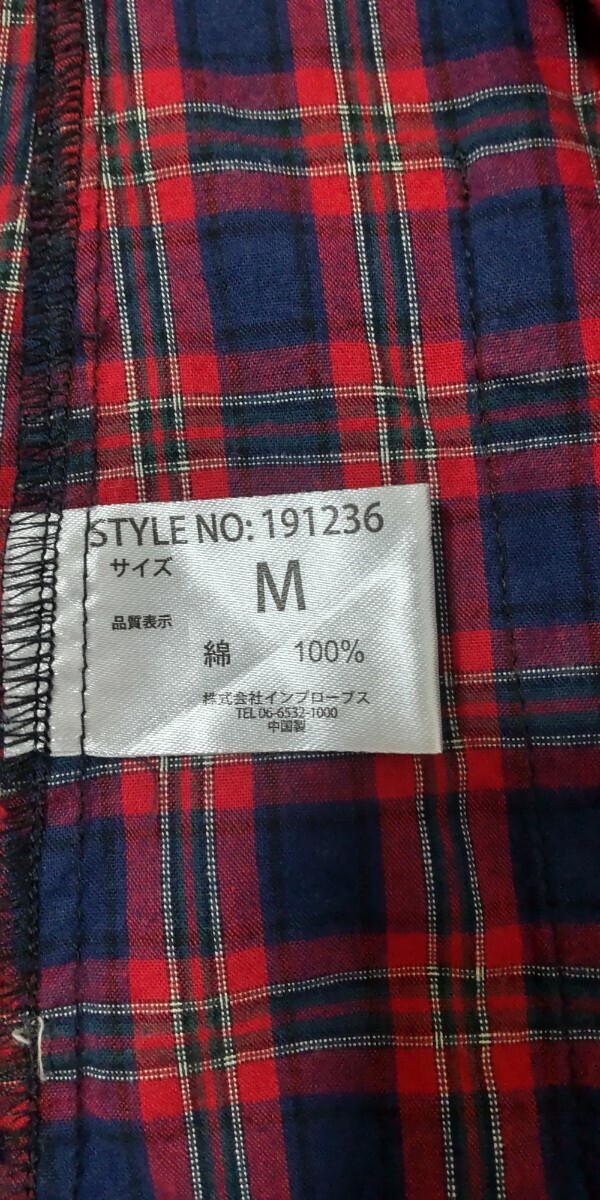 STYLE NO: 191236
サイズ M
品質表示
綿 100%
株式会社インプローブス
TEL 06-6532-1000
中国製